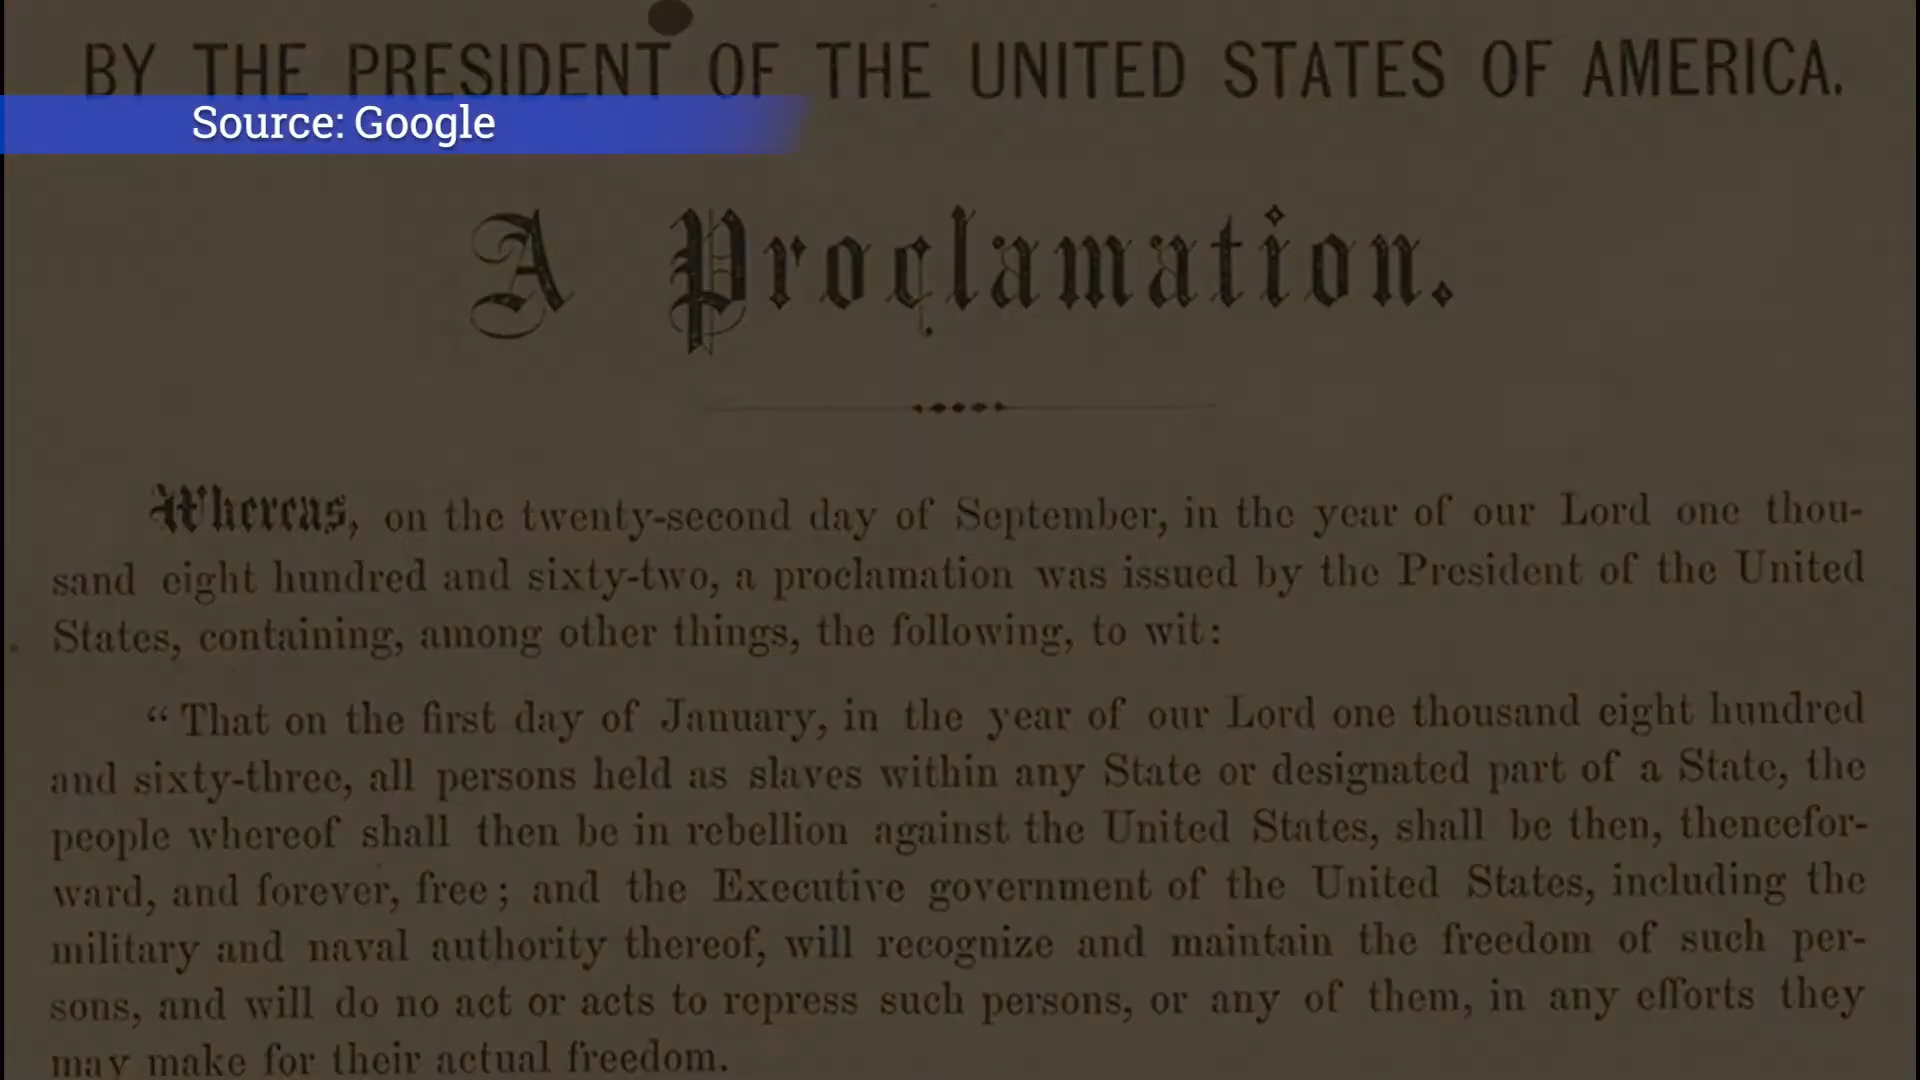 BY THE PRESIDENT OF THE UNITED STATES OF AMERICA.
Source: Google
A Proclamation.
Whereas, on the twenty-second day of September, in the year of our Lord one thou-
sand eight hundred and sixty-two, a proclamation was issued by the President of the United
States, containing, among other things, the following, to wit:
“That on the first day of January, in the year of our Lord one thousand eight hundred
and sixty-three, all persons held as slaves within any State or designated part of a State, the
people whereof shall then be in rebellion against the United States, shall be then, thencefor-
ward, and forever, free; and the Executive government of the United States, including the
military and naval authority thereof, will recognize and maintain the freedom of such per-
sons, and will do no act or acts to repress such persons, or any of them, in any efforts they
may make for their actual freedom.